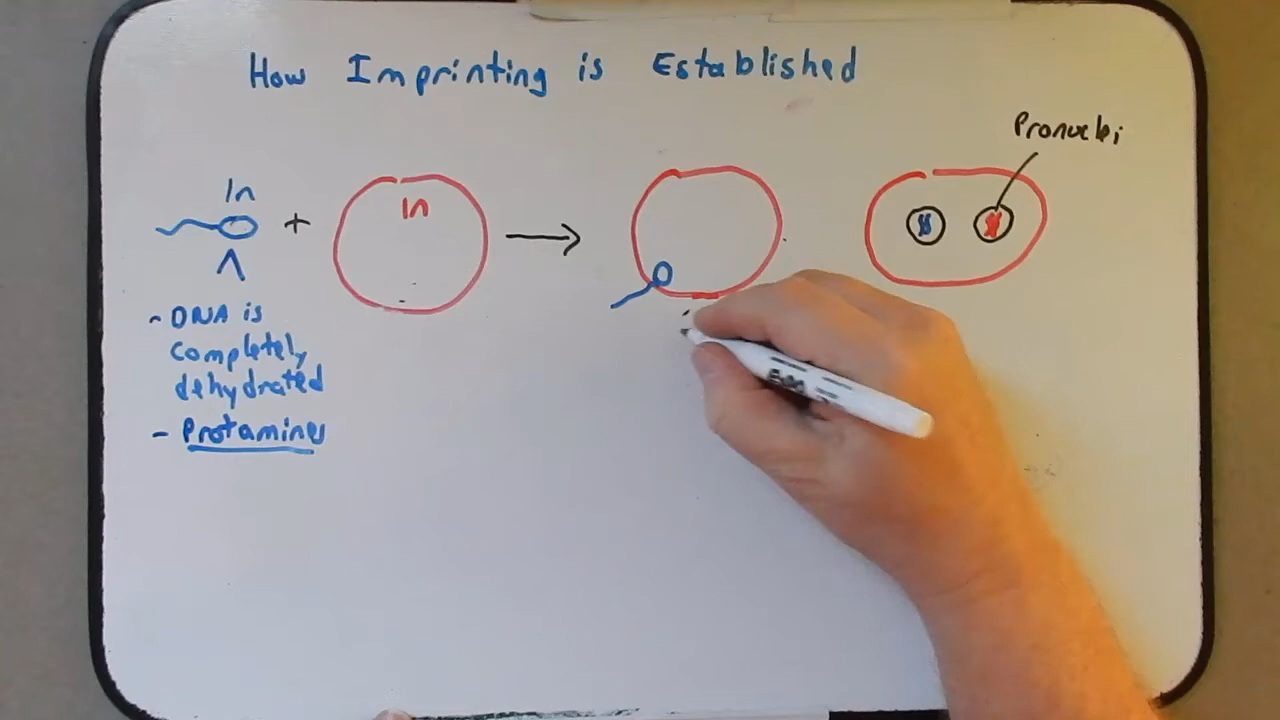 How Imprinting is Established
Pronuclei
1n
+
1n
- DNA is
completely
dehydrated
- Protamines